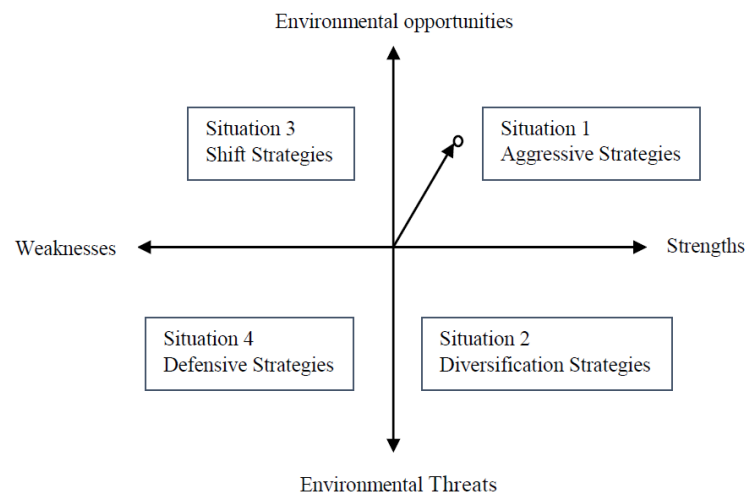 Environmental opportunities
Situation 3
Shift Strategies
Situation 1
Aggressive Strategies
Weaknesses
Strengths
Situation 4
Defensive Strategies
Situation 2
Diversification Strategies
Environmental Threats